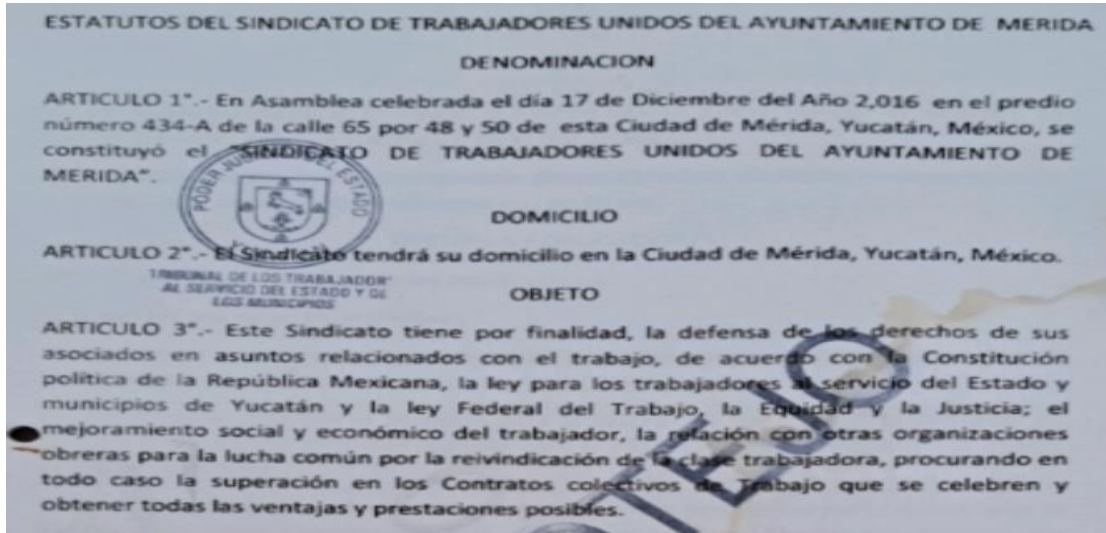 ESTATUTOS DEL SINDICATO DE TRABAJADORES UNIDOS DEL AYUNTAMIENTO DE MERIDA
DENOMINACION
ARTICULO 1°.- En Asamblea celebrada el día 17 de Diciembre del Año 2,016 en el predio
número 434-A de la calle 65 por 48 y 50 de esta Ciudad de Mérida, Yucatán, México, se
constituyó el "SINDICATO DE TRABAJADORES UNIDOS DEL AYUNTAMIENTO DE
MERIDA".
PODER JUDICIAL DEL ESTADO
DOMICILIO
ARTICULO 2°.- El Sindicato tendrá su domicilio en la Ciudad de Mérida, Yucatán, México.
TRIBUNAL DE LOS TRABAJADOR
AL SERVICIO DEL ESTADO Y DE
LOS MUNICIPIOS
OBJETO
ARTICULO 3°.- Este Sindicato tiene por finalidad, la defensa de los derechos de sus
asociados en asuntos relacionados con el trabajo, de acuerdo con la Constitución
política de la República Mexicana, la ley para los trabajadores al servicio del Estado y
municipios de Yucatán y la ley Federal del Trabajo, la Equidad y la Justicia; el
mejoramiento social y económico del trabajador, la relación con otras organizaciones
obreras para la lucha común por la reivindicación de la clase trabajadora, procurando en
todo caso la superación en los Contratos colectivos de Trabajo que se celebren y
obtener todas las ventajas y prestaciones posibles.